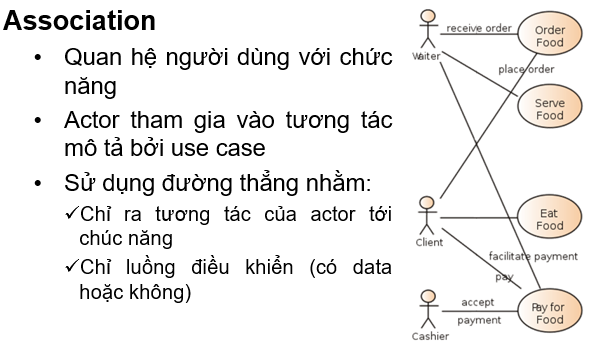 Association
• Quan hệ người dùng với chức
năng
• Actor tham gia vào tương tác
mô tả bởi use case
• Sử dụng đường thẳng nhằm:
✓Chỉ ra tương tác của actor tới
chúc năng
✓Chỉ luồng điều khiển (có data
hoặc không)
receive order
Order
Food
Waiter
place order
Serve
Food
Eat
Food
Client
facilitate payment
pay
accept
payment
Pay for
Food
Cashier